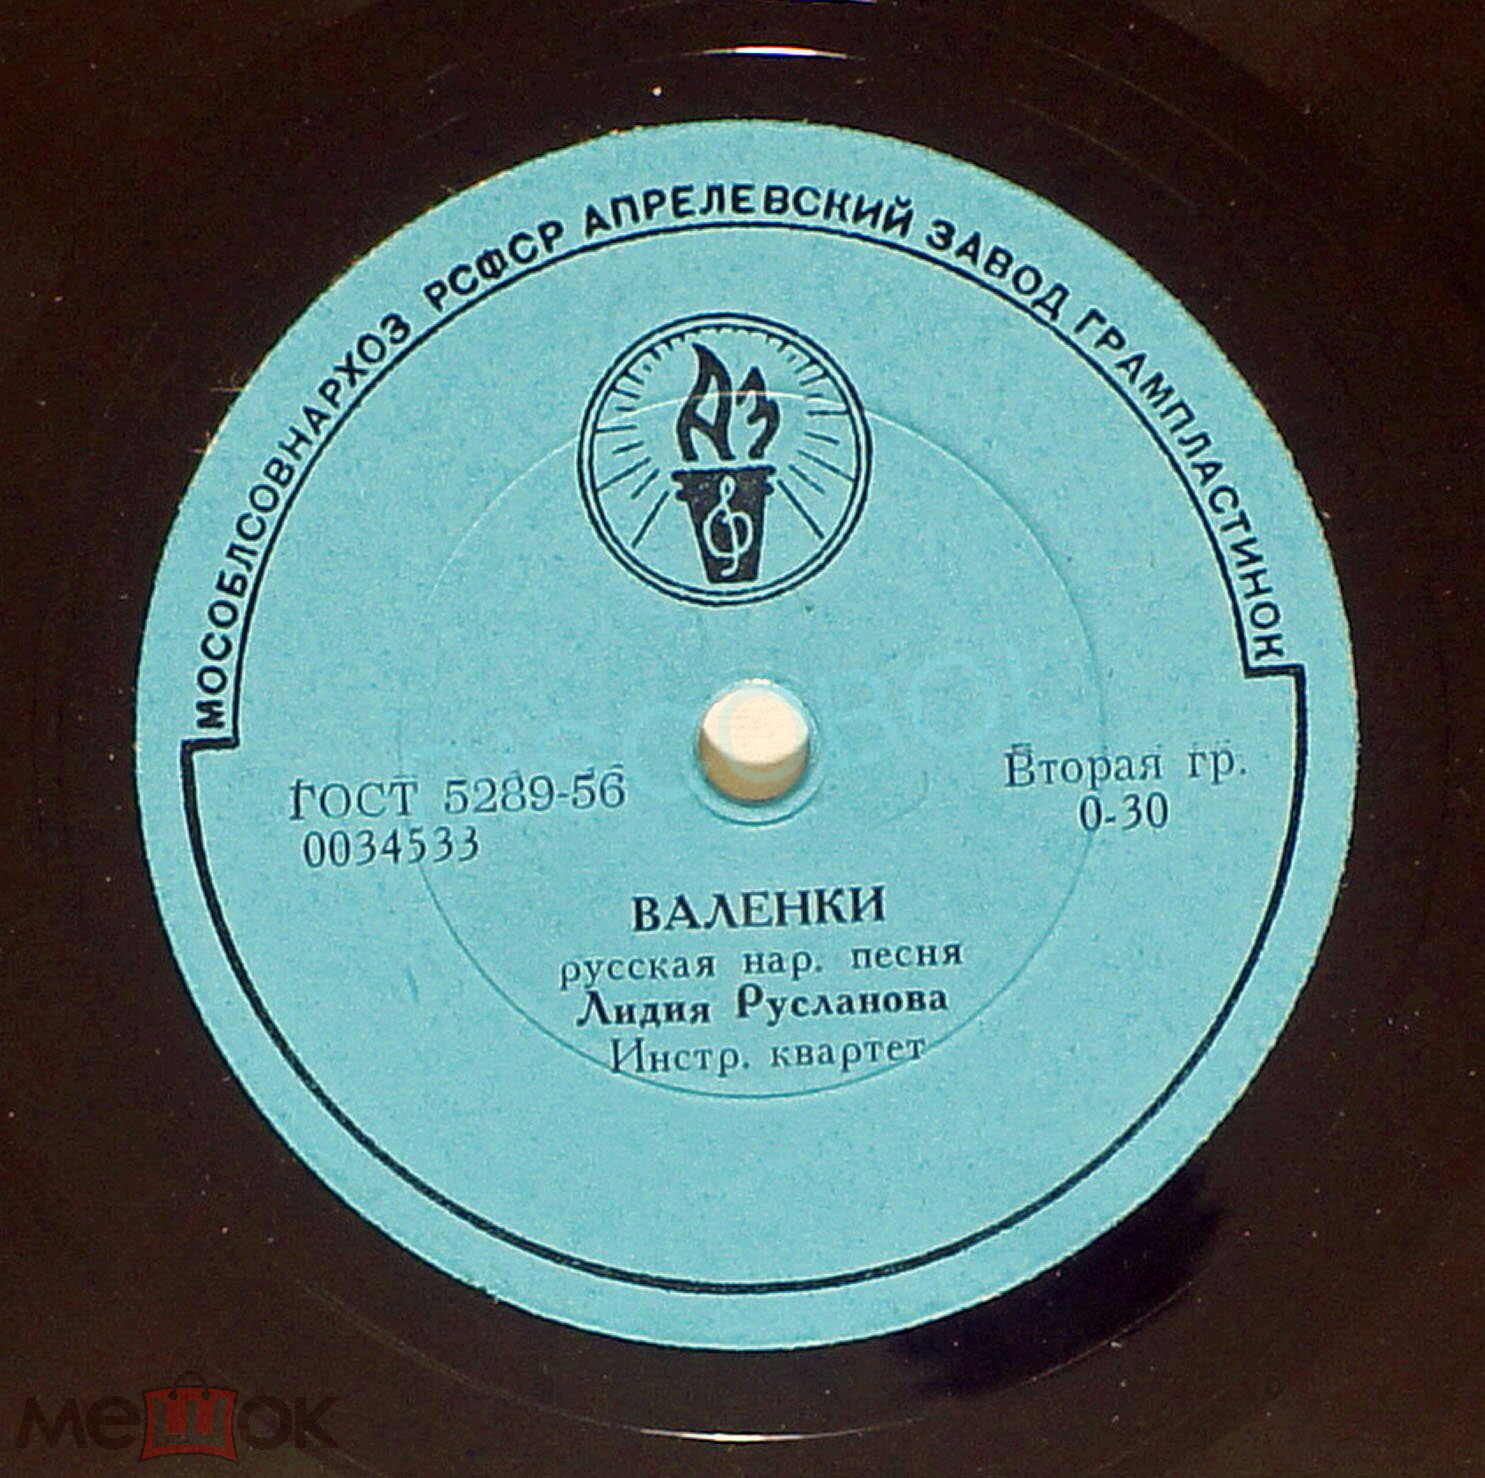 МОСОБЛСОВНАРХОЗ РСФСР АПРЕЛЕВСКИЙ ЗАВОД ГРАМПЛАСТИНОК
АЗ
ГОСТ 5289-56
0034533
Вторая гр.
0-30
ВАЛЕНКИ
русская нар. песня
Лидия Русланова
Инстр. квартет
мешок